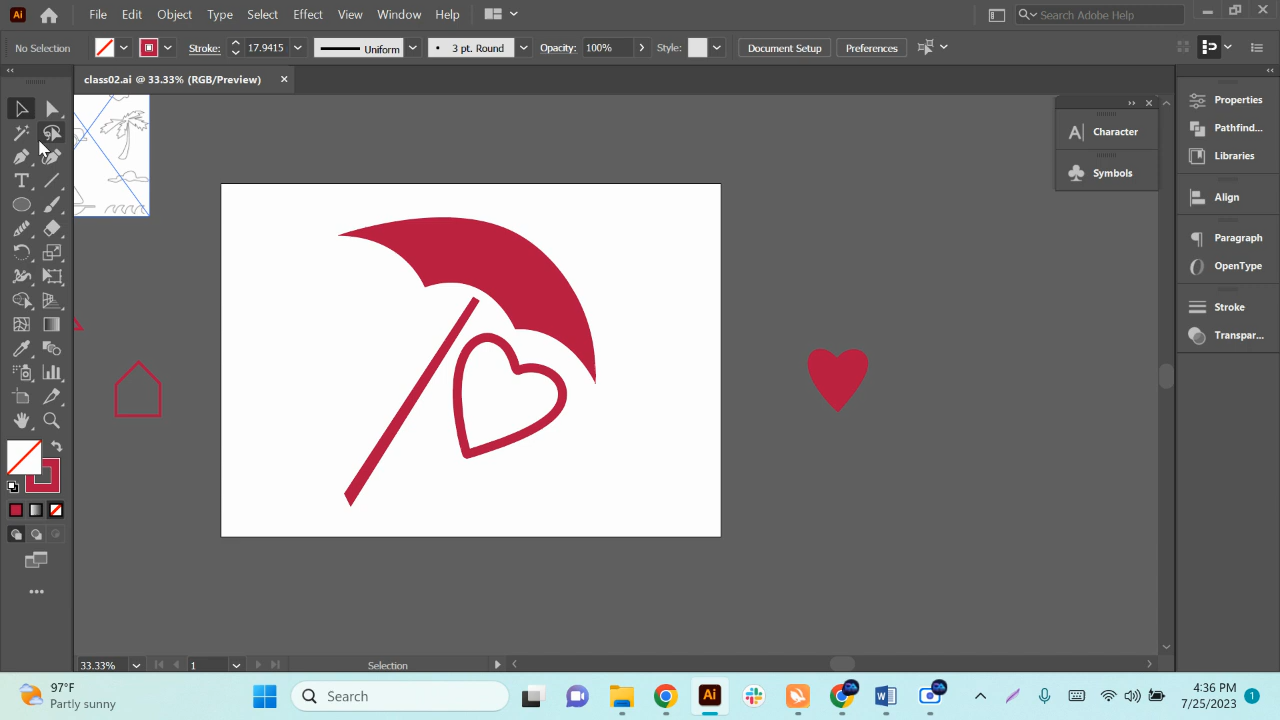 Ai File Edit Object Type Select Effect View Window Help Search Adobe Help
No Selection Stroke: 17.9415 Uniform 3 pt. Round Opacity: 100% Style: Document Setup Preferences
class02.ai @ 33.33% (RGB/Preview)
Properties
Character
Pathfind...
Libraries
Symbols
Align
Paragraph
OpenType
Stroke
Transpar...
33.33% 1 Selection
97°F
Partly sunny
Search
Ai
4:36 PM
7/25/2023
1